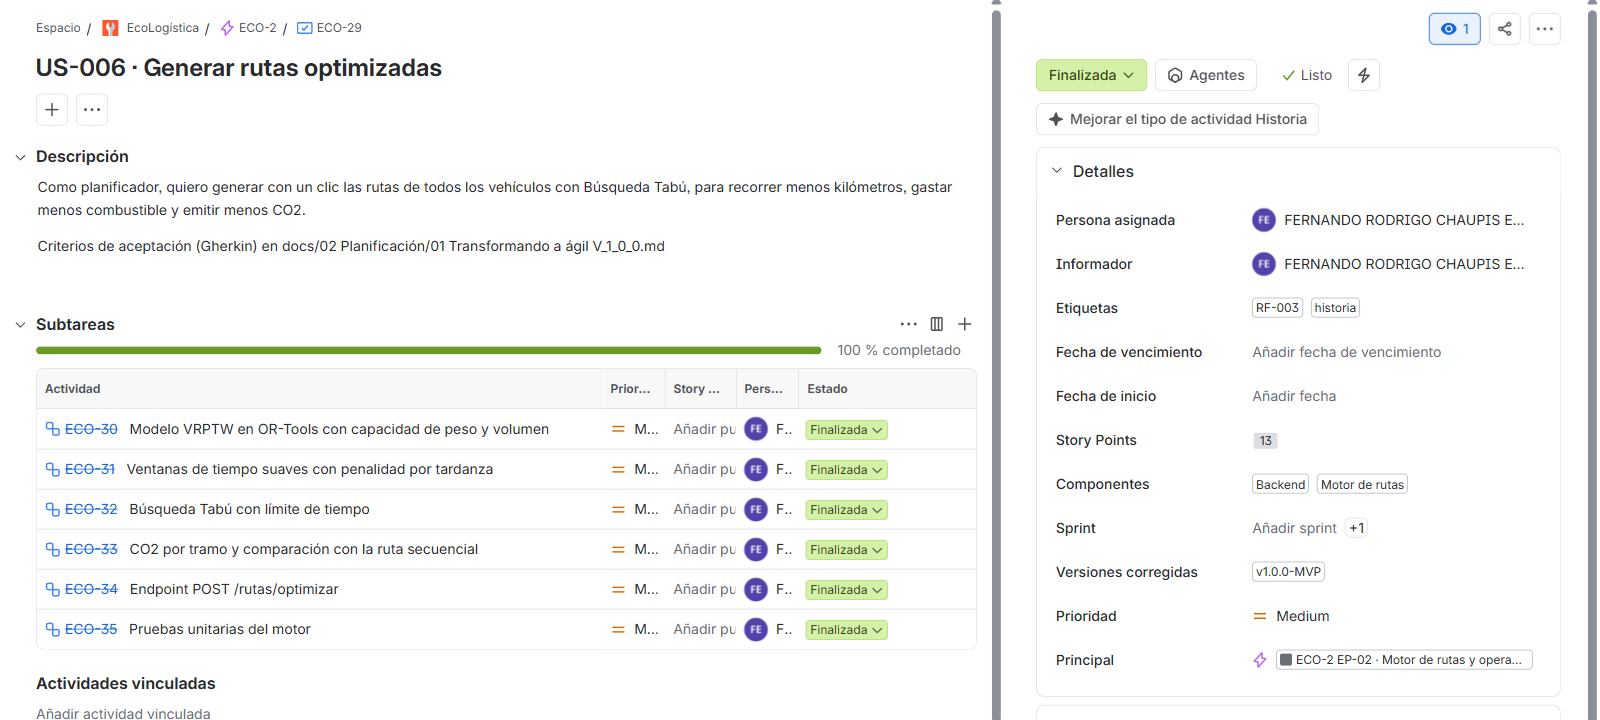 Espacio / EcoLogística / ECO-2 / ECO-29
US-006 · Generar rutas optimizadas
Descripción
Como planificador, quiero generar con un clic las rutas de todos los vehículos con Búsqueda Tabú, para recorrer menos kilómetros, gastar
menos combustible y emitir menos CO2.
Criterios de aceptación (Gherkin) en docs/02 Planificación/01 Transformando a ágil V_1_0_0.md
Subtareas
100 % completado
Actividad Prior... Story ... Pers... Estado
ECO-30 Modelo VRPTW en OR-Tools con capacidad de peso y volumen M... Añadir pu FE F.. Finalizada
ECO-31 Ventanas de tiempo suaves con penalidad por tardanza M... Añadir pu FE F.. Finalizada
ECO-32 Búsqueda Tabú con límite de tiempo M... Añadir pu FE F.. Finalizada
ECO-33 CO2 por tramo y comparación con la ruta secuencial M... Añadir pu FE F.. Finalizada
ECO-34 Endpoint POST /rutas/optimizar M... Añadir pu FE F.. Finalizada
ECO-35 Pruebas unitarias del motor M... Añadir pu FE F.. Finalizada
Actividades vinculadas
Añadir actividad vinculada
1
Finalizada Agentes Listo
Mejorar el tipo de actividad Historia
Detalles
Persona asignada FE FERNANDO RODRIGO CHAUPIS E...
Informador FE FERNANDO RODRIGO CHAUPIS E...
Etiquetas RF-003 historia
Fecha de vencimiento Añadir fecha de vencimiento
Fecha de inicio Añadir fecha
Story Points 13
Componentes Backend Motor de rutas
Sprint Añadir sprint +1
Versiones corregidas v1.0.0-MVP
Prioridad Medium
Principal ECO-2 EP-02 · Motor de rutas y opera...